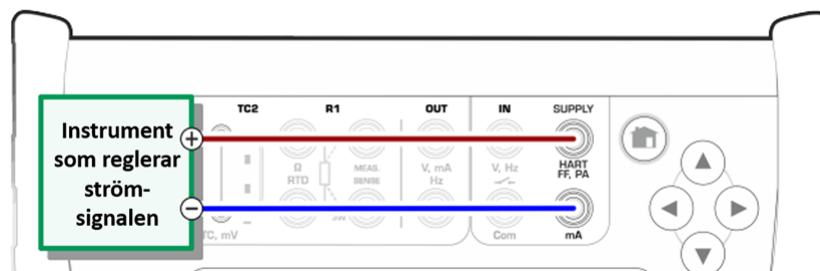 TC2 R1 OUT IN SUPPLY
Instrument
som reglerar
ström-
signalen
+
−
Ω
RTD
MEAS.
SENSE
V, mA
Hz
V, Hz
HART
FF, PA
3W
TC, mV
Com
mA